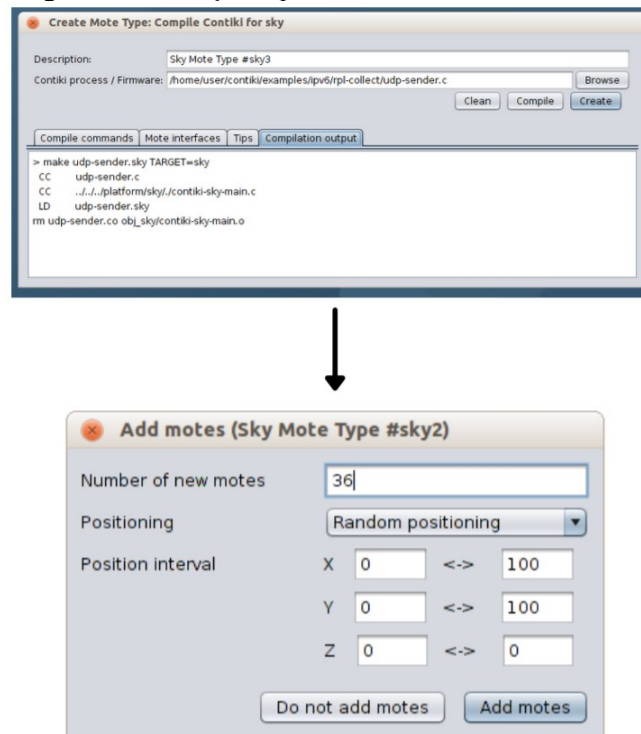 Create Mote Type: Compile Contiki for sky
Description: Sky Mote Type #sky3
Contiki process / Firmware: /home/user/contiki/examples/ipv6/rpl-collect/udp-sender.c Browse
Clean Compile Create
Compile commands Mote interfaces Tips Compilation output
> make udp-sender.sky TARGET=sky
CC udp-sender.c
CC ../../../platform/sky/./contiki-sky-main.c
LD udp-sender.sky
rm udp-sender.co obj_sky/contiki-sky-main.o
Add motes (Sky Mote Type #sky2)
Number of new motes 36
Positioning Random positioning
Position interval X 0 <-> 100
Y 0 <-> 100
Z 0 <-> 0
Do not add motes Add motes